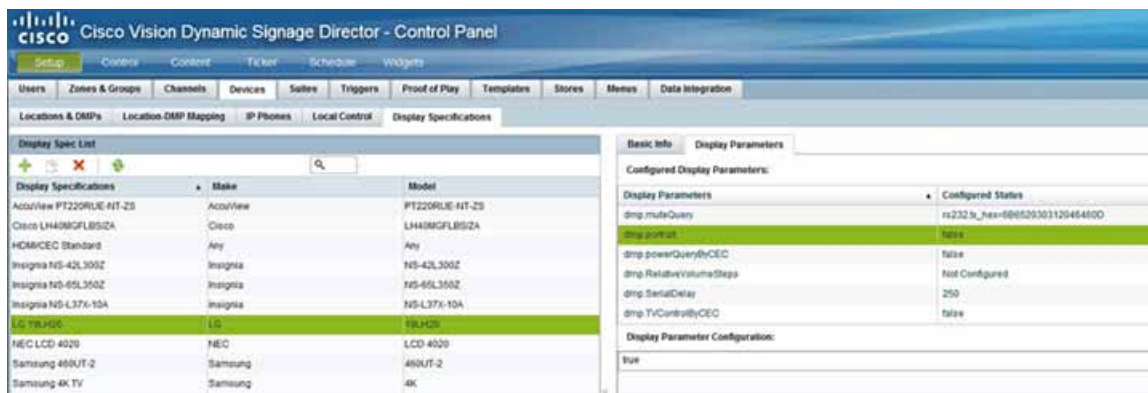 CISCO Cisco Vision Dynamic Signage Director - Control Panel
Setup Control Content Ticker Schedule Widgets
Users Zones & Groups Channels Devices Suites Triggers Proof of Play Templates Stores Menus Data Integration
Locations & DMPs Location-DMP Mapping IP Phones Local Control Display Specifications
Display Spec List
Display Specifications Make Model
AccuView PT220RUE-NT-ZS AccuView PT220RUE-NT-ZS
Cisco LH40MGFLBS/ZA Cisco LH40MGFLBS/ZA
HDMI/CEC Standard Any Any
Insignia NS-42L300Z Insignia NS-42L300Z
Insignia NS-65L350Z Insignia NS-65L350Z
Insignia NS-L37X-10A Insignia NS-L37X-10A
LG 19LH20 LG 19LH20
NEC LCD 4020 NEC LCD 4020
Samsung 460UT-2 Samsung 460UT-2
Samsung 4K TV Samsung 4K
Basic Info Display Parameters
Configured Display Parameters:
Display Parameters Configured Status
dmp.muteQuery
dmp.portrait false
dmp.powerQueryByCEC false
dmp.RelativeVolumeSteps Not Configured
dmp.SerialDelay 250
dmp.TVControlByCEC false
Display Parameter Configuration:
true